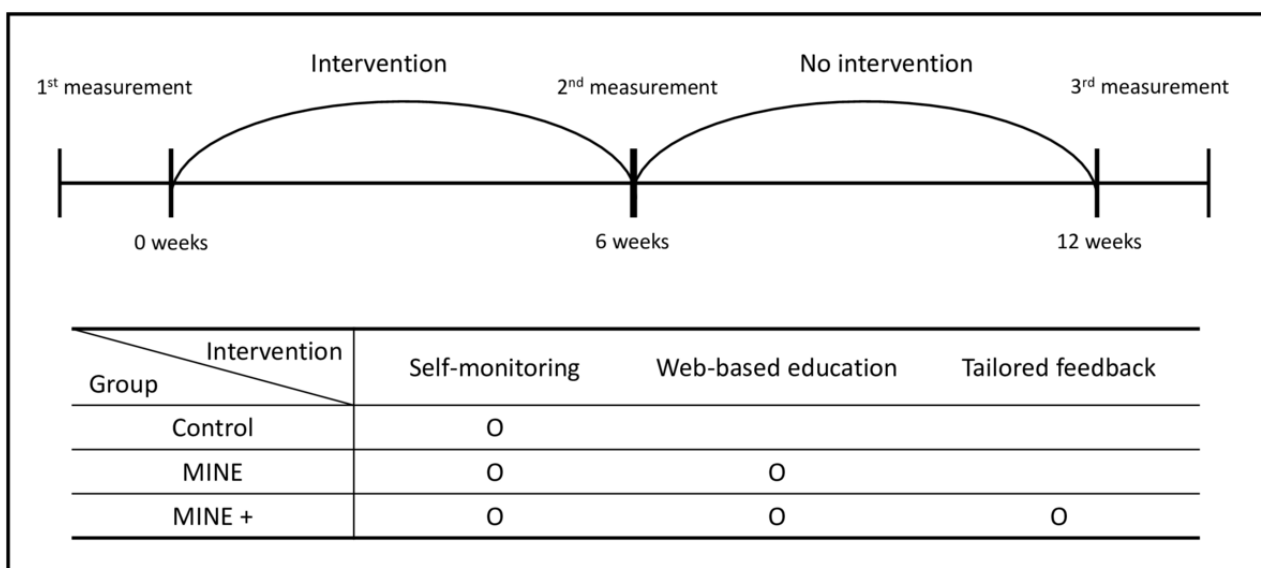 Intervention
No intervention
1st measurement
2nd measurement
3rd measurement
0 weeks
6 weeks
12 weeks
Intervention
Group
Self-monitoring
Web-based education
Tailored feedback
Control
O
MINE
O
O
MINE +
O
O
O